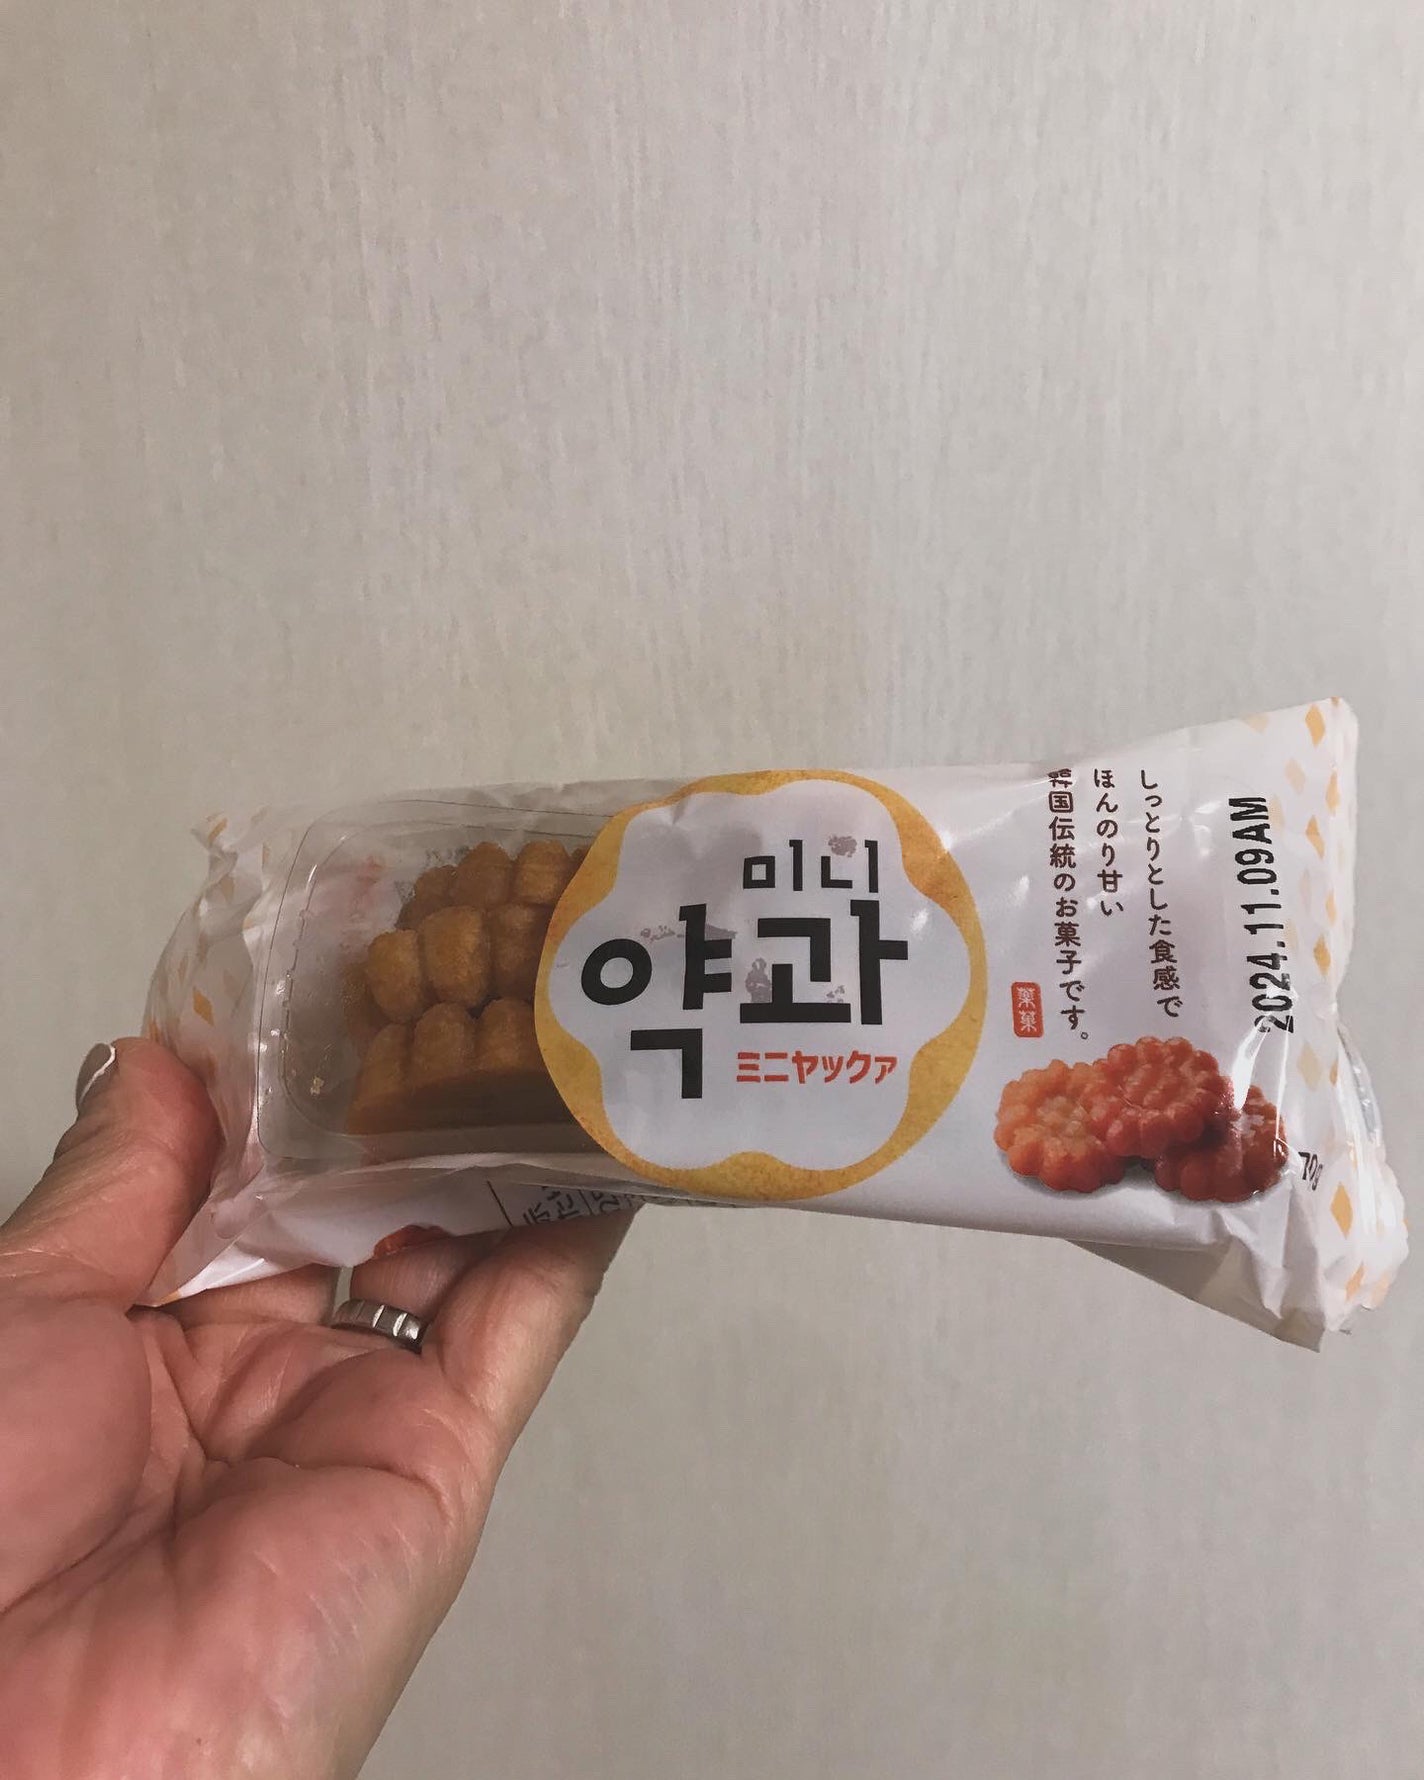 미니
약과
ミニヤックァ
しっとりとした食感で
ほんのり甘い
韓国伝統のお菓子です。
2024.11.09AM
70g